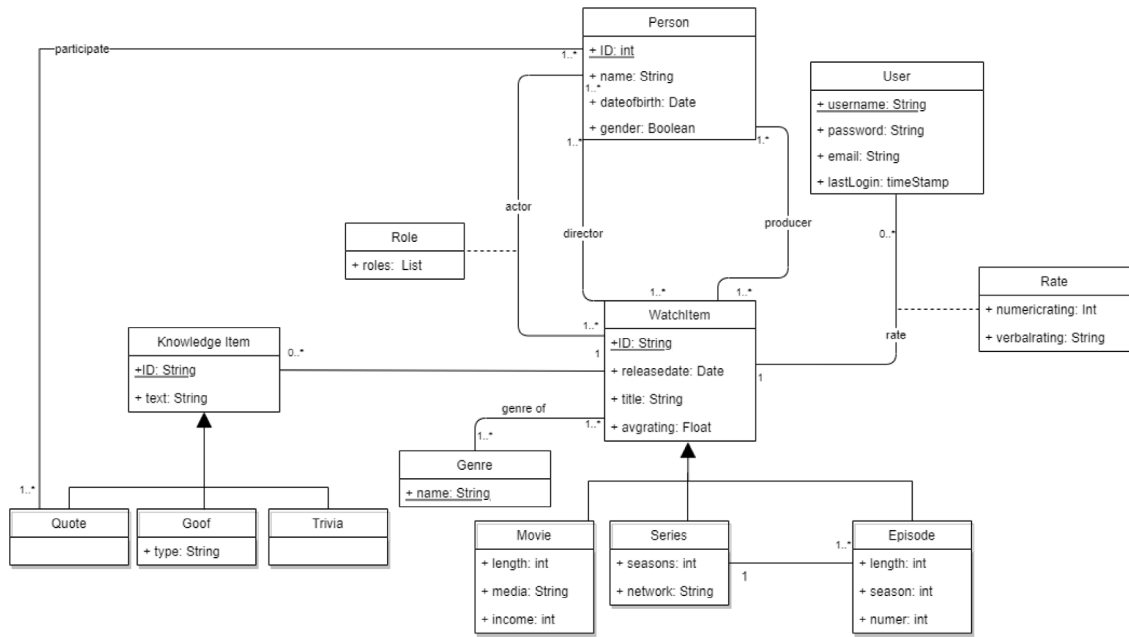 Person
+ ID: int
+ name: String
+ dateofbirth: Date
+ gender: Boolean
participate
1..*
1..*
1..*
1..*
User
+ username: String
+ password: String
+ email: String
+ lastLogin: timeStamp
actor
director
producer
0..*
Role
+ roles: List
Rate
+ numericrating: Int
+ verbalrating: String
rate
1..*
1..*
1..*
WatchItem
+ID: String
+ releasedate: Date
+ title: String
+ avgrating: Float
1
1
Knowledge Item
+ID: String
+ text: String
0..*
genre of
1..*
1..*
Genre
+ name: String
1..*
Quote
Goof
+ type: String
Trivia
Movie
+ length: int
+ media: String
+ income: int
Series
+ seasons: int
+ network: String
1
1..*
Episode
+ length: int
+ season: int
+ numer: int